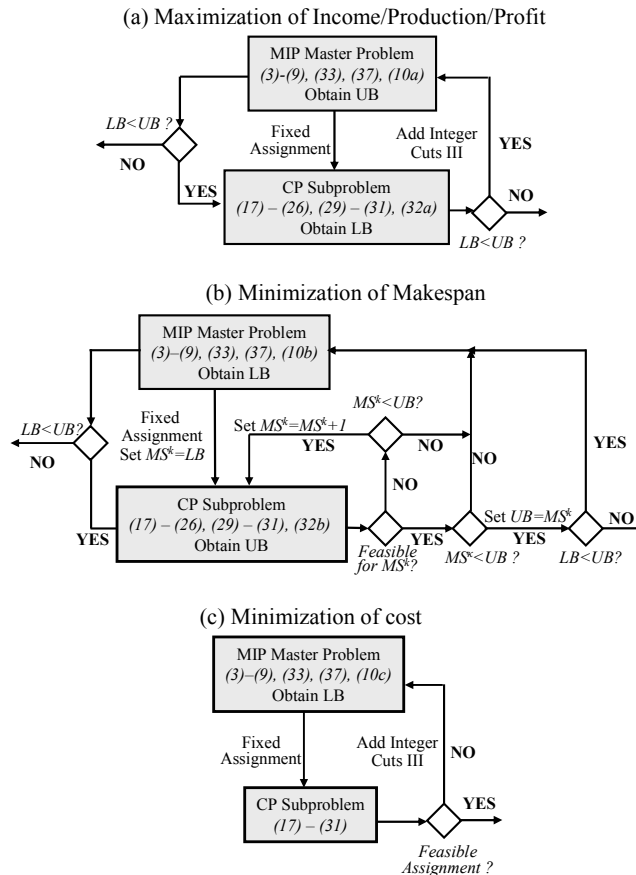 (a) Maximization of Income/Production/Profit
MIP Master Problem
(3)-(9), (33), (37), (10a)
Obtain UB
LB<UB ?
NO
YES
Fixed
Assignment
Add Integer
Cuts III
YES
CP Subproblem
(17) – (26), (29) – (31), (32a)
Obtain LB
NO
LB<UB ?
(b) Minimization of Makespan
MIP Master Problem
(3)–(9), (33), (37), (10b)
Obtain LB
LB<UB?
NO
YES
Fixed
Assignment
Set MS^k=LB
MS^k<UB?
Set MS^k=MS^k+1
YES
NO
NO
NO
YES
CP Subproblem
(17) – (26), (29) – (31), (32b)
Obtain UB
Feasible
for MS^k?
YES
MS^k<UB ?
Set UB=MS^k
YES
LB<UB?
NO
(c) Minimization of cost
MIP Master Problem
(3)–(9), (33), (37), (10c)
Obtain LB
Fixed
Assignment
Add Integer
Cuts III
NO
CP Subproblem
(17) – (31)
YES
Feasible
Assignment ?